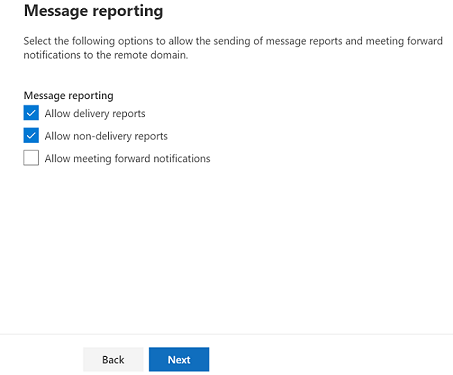 Message reporting
Select the following options to allow the sending of message reports and meeting forward
notifications to the remote domain.
Message reporting
Allow delivery reports
Allow non-delivery reports
Allow meeting forward notifications
Back
Next